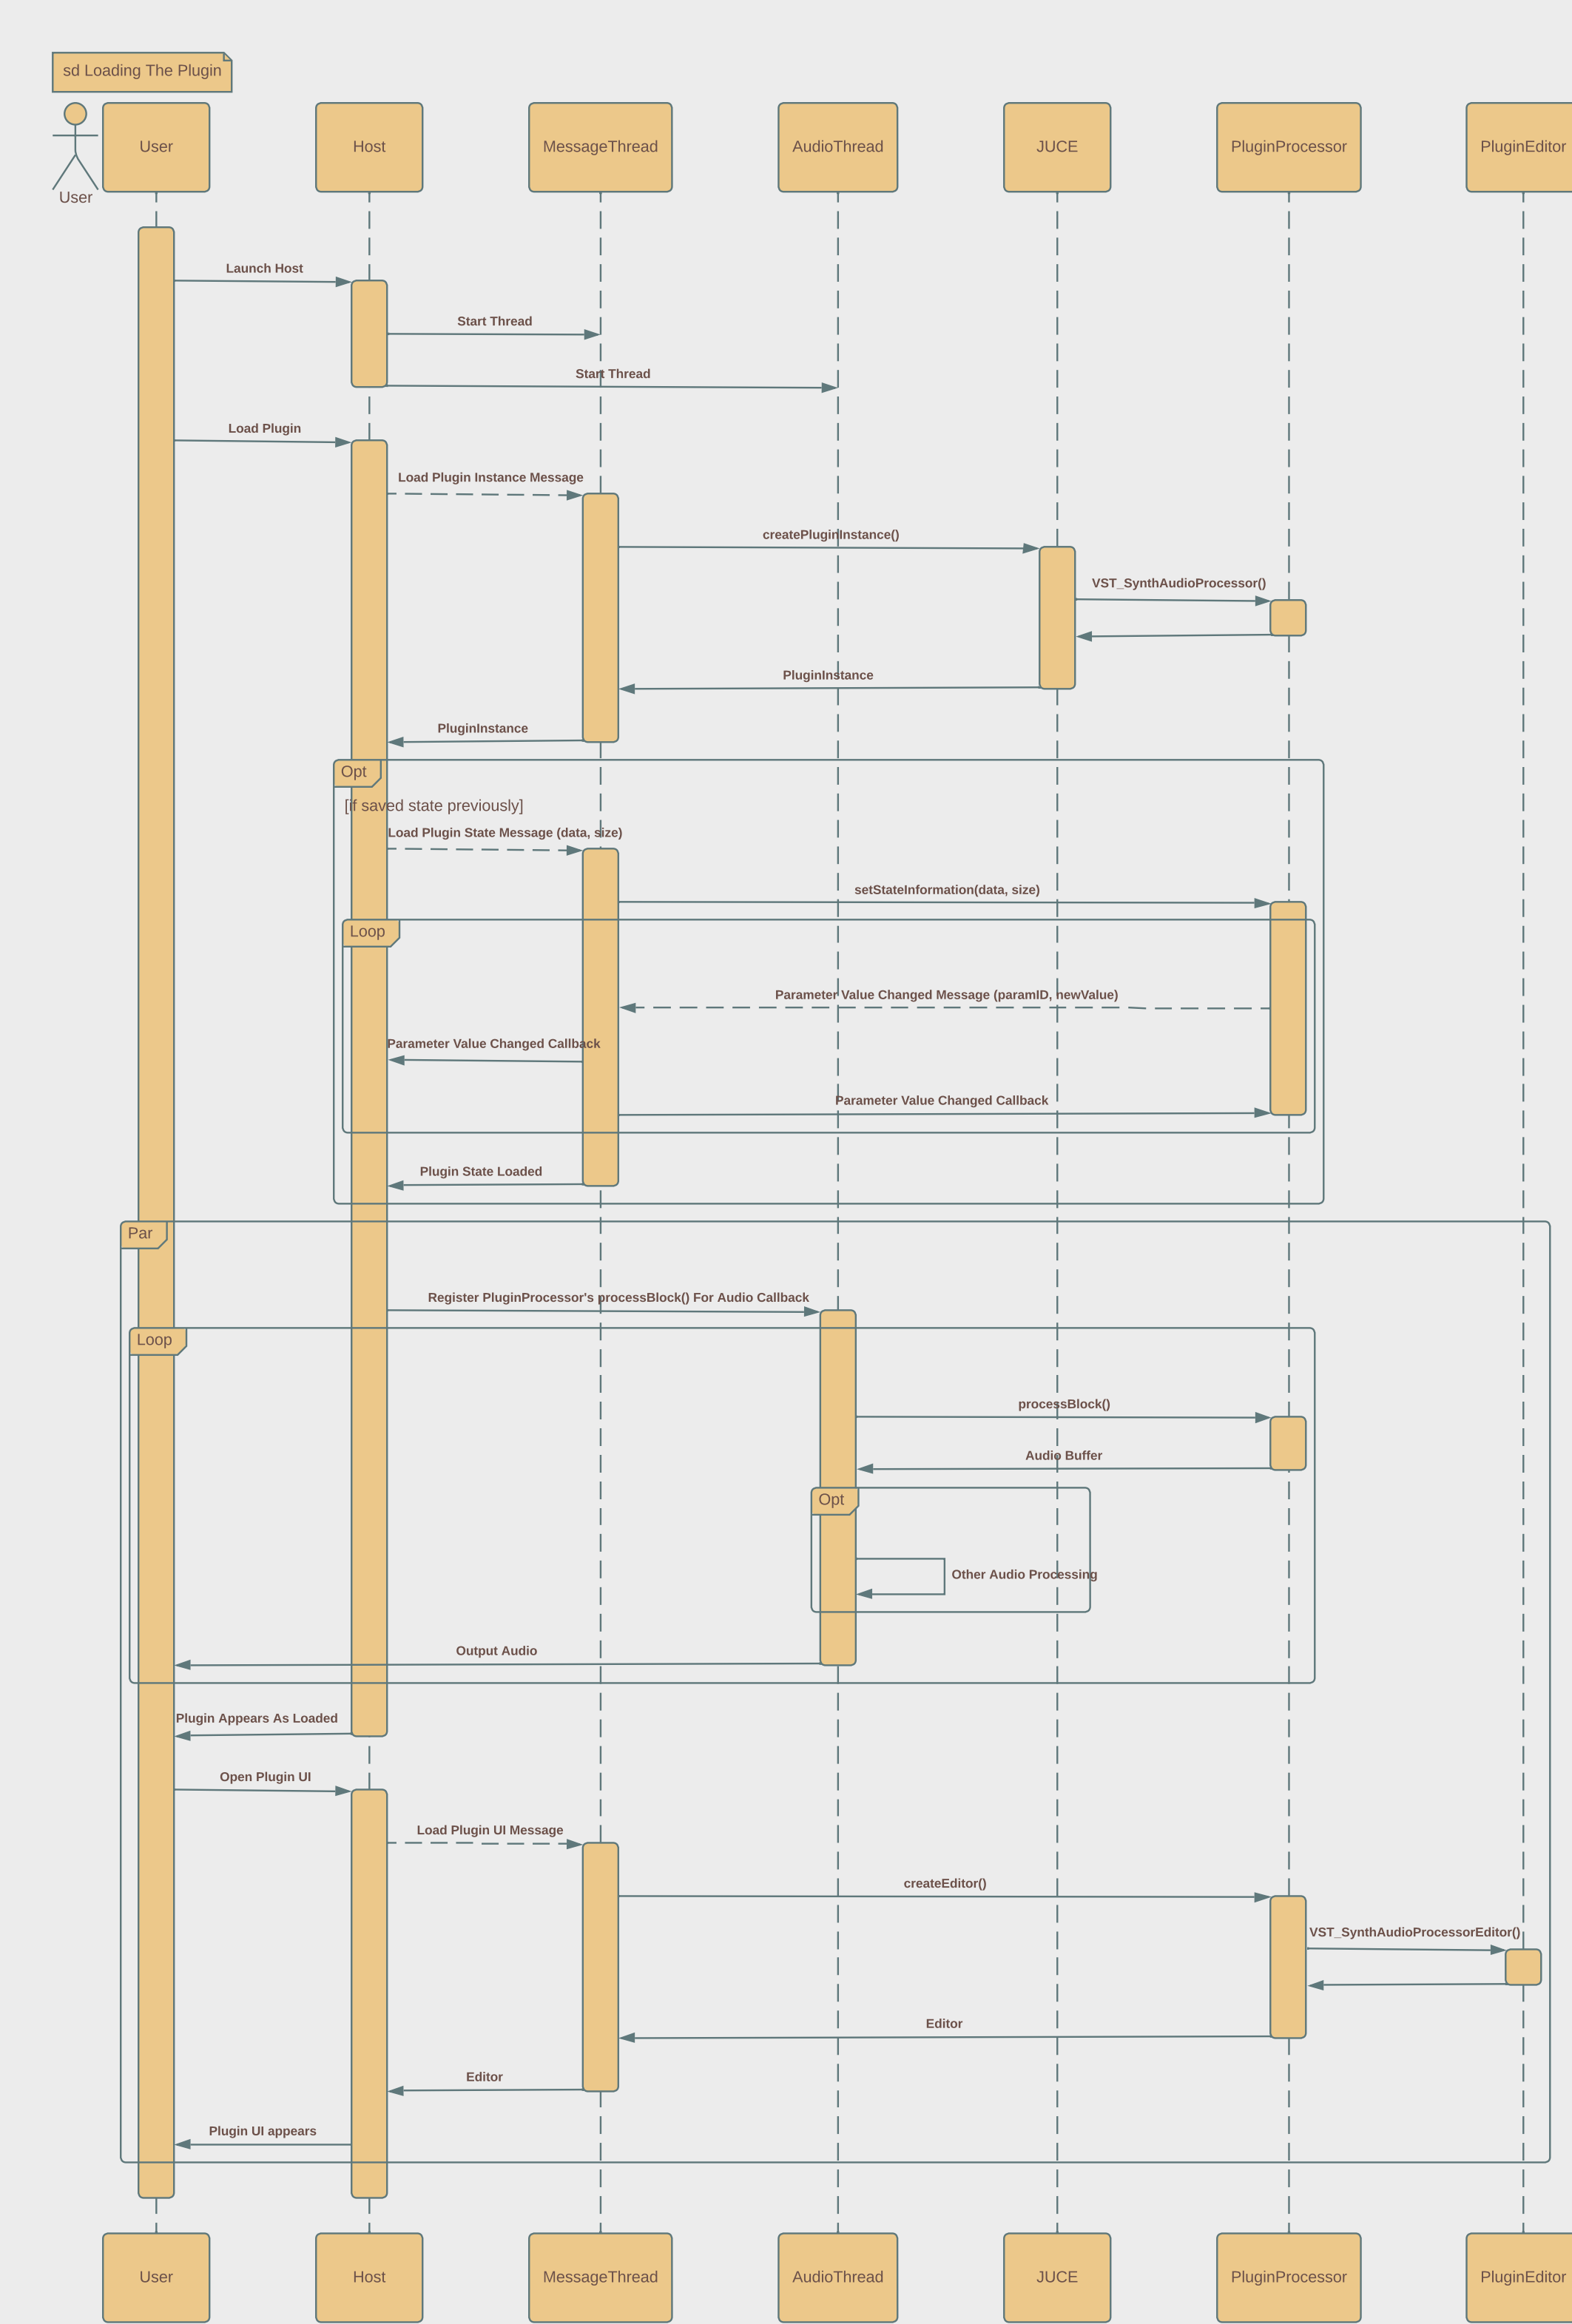 sd Loading The Plugin
User
User
Host
MessageThread
AudioThread
JUCE
PluginProcessor
PluginEditor
Launch Host
Start Thread
Start Thread
Load Plugin
Load Plugin Instance Message
createPluginInstance()
VST_SynthAudioProcessor()
PluginInstance
PluginInstance
Opt
[if saved state previously]
Load Plugin State Message (data, size)
setStateInformation(data, size)
Loop
Parameter Value Changed Message (paramID, newValue)
Parameter Value Changed Callback
Parameter Value Changed Callback
Plugin State Loaded
Par
Register PluginProcessor's processBlock() For Audio Callback
Loop
processBlock()
Audio Buffer
Opt
Other Audio Processing
Output Audio
Plugin Appears As Loaded
Open Plugin UI
Load Plugin UI Message
createEditor()
VST_SynthAudioProcessorEditor()
Editor
Editor
Plugin UI appears
User
Host
MessageThread
AudioThread
JUCE
PluginProcessor
PluginEditor